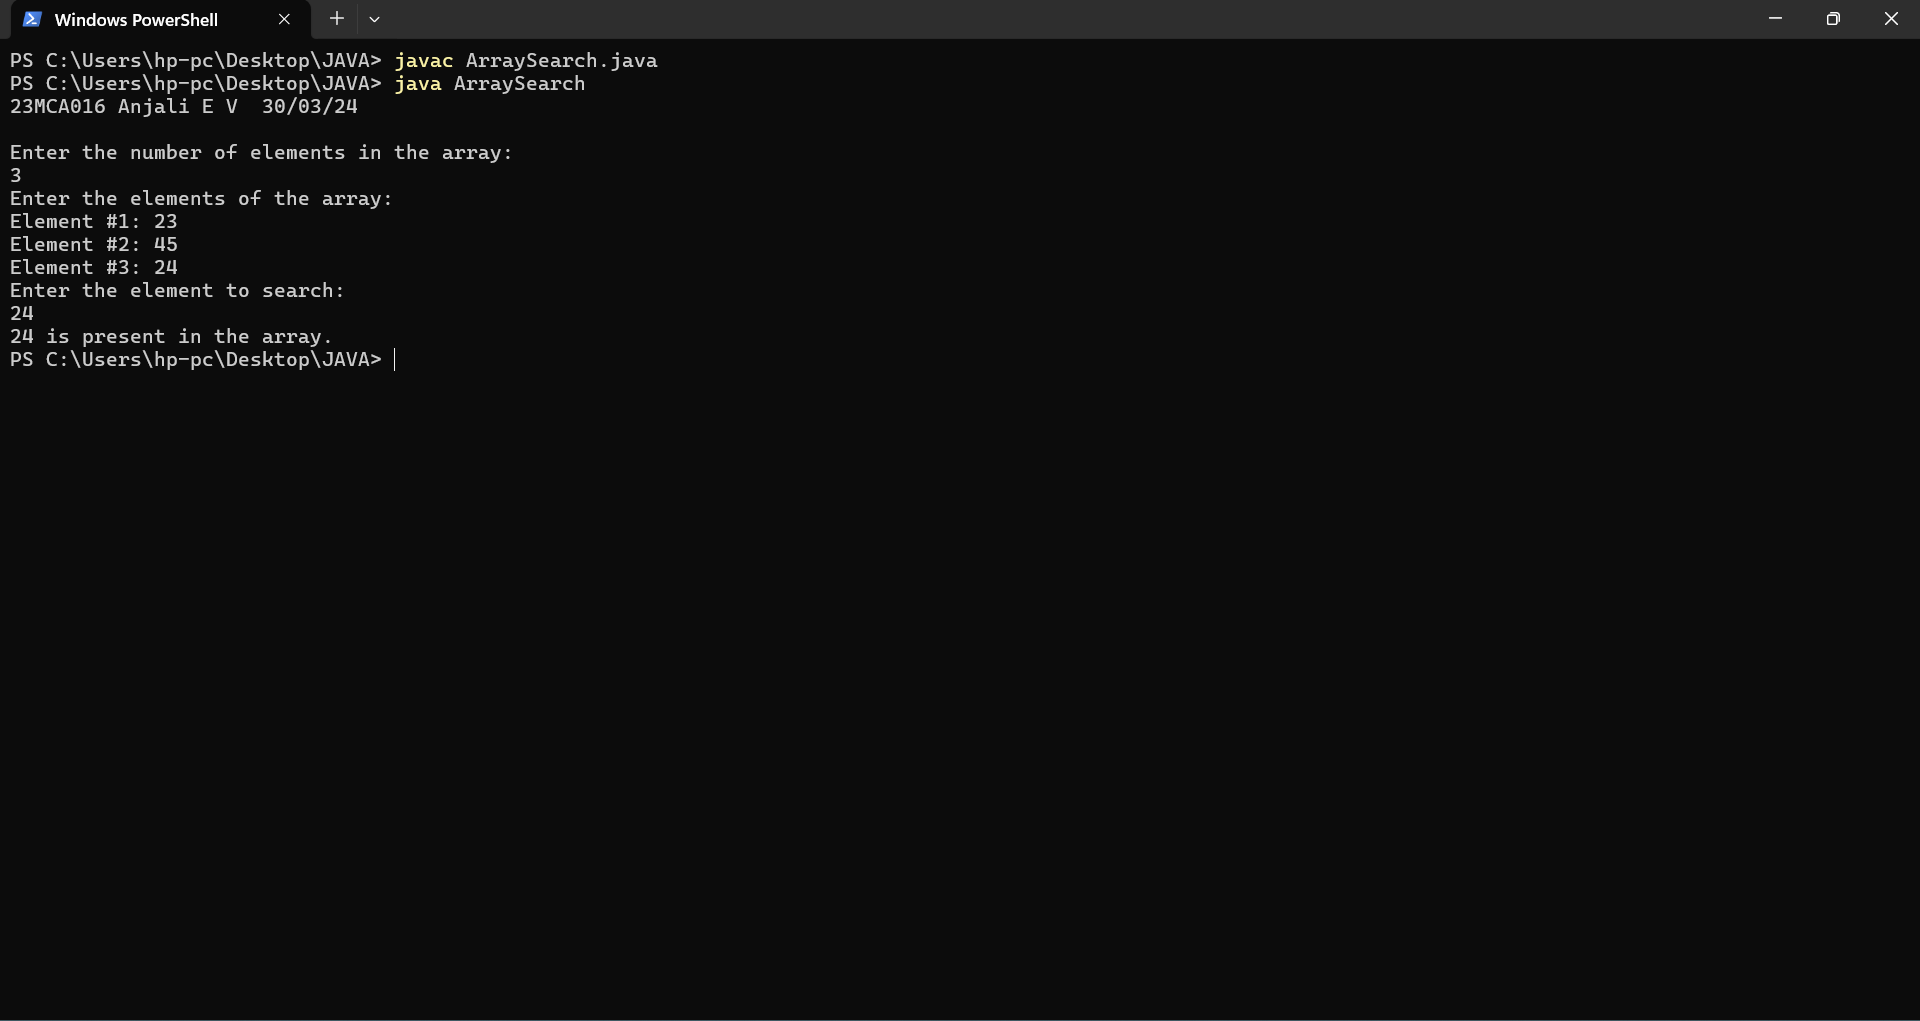 Windows PowerShell
PS C:\Users\hp-pc\Desktop\JAVA> javac ArraySearch.java
PS C:\Users\hp-pc\Desktop\JAVA> java ArraySearch
23MCA016 Anjali E V  30/03/24

Enter the number of elements in the array:
3
Enter the elements of the array:
Element #1: 23
Element #2: 45
Element #3: 24
Enter the element to search:
24
24 is present in the array.
PS C:\Users\hp-pc\Desktop\JAVA>